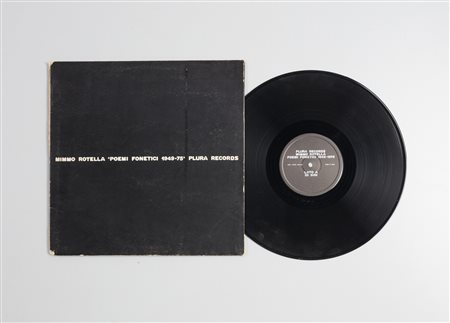 MIMMO ROTELLA 'POEMI FONETICI 1949-75' PLURA RECORDS
PLURA RECORDS
MIMMO ROTELLA
POEMI FONETICI 1949-1975
LATO A